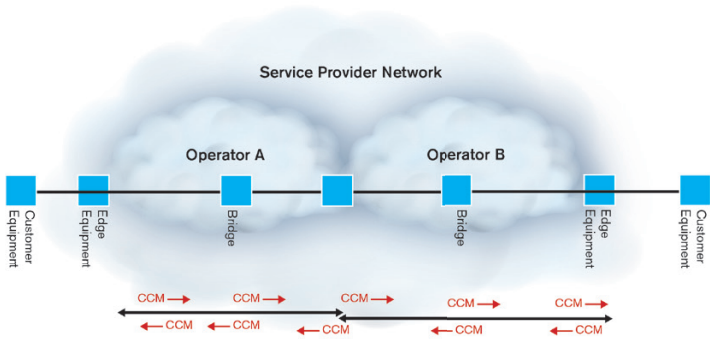 Service Provider Network
Operator A
Operator B
Customer
Equipment
Edge
Equipment
Bridge
Bridge
Edge
Equipment
Customer
Equipment
CCM
CCM
CCM
CCM
CCM
CCM
CCM
CCM
CCM
CCM